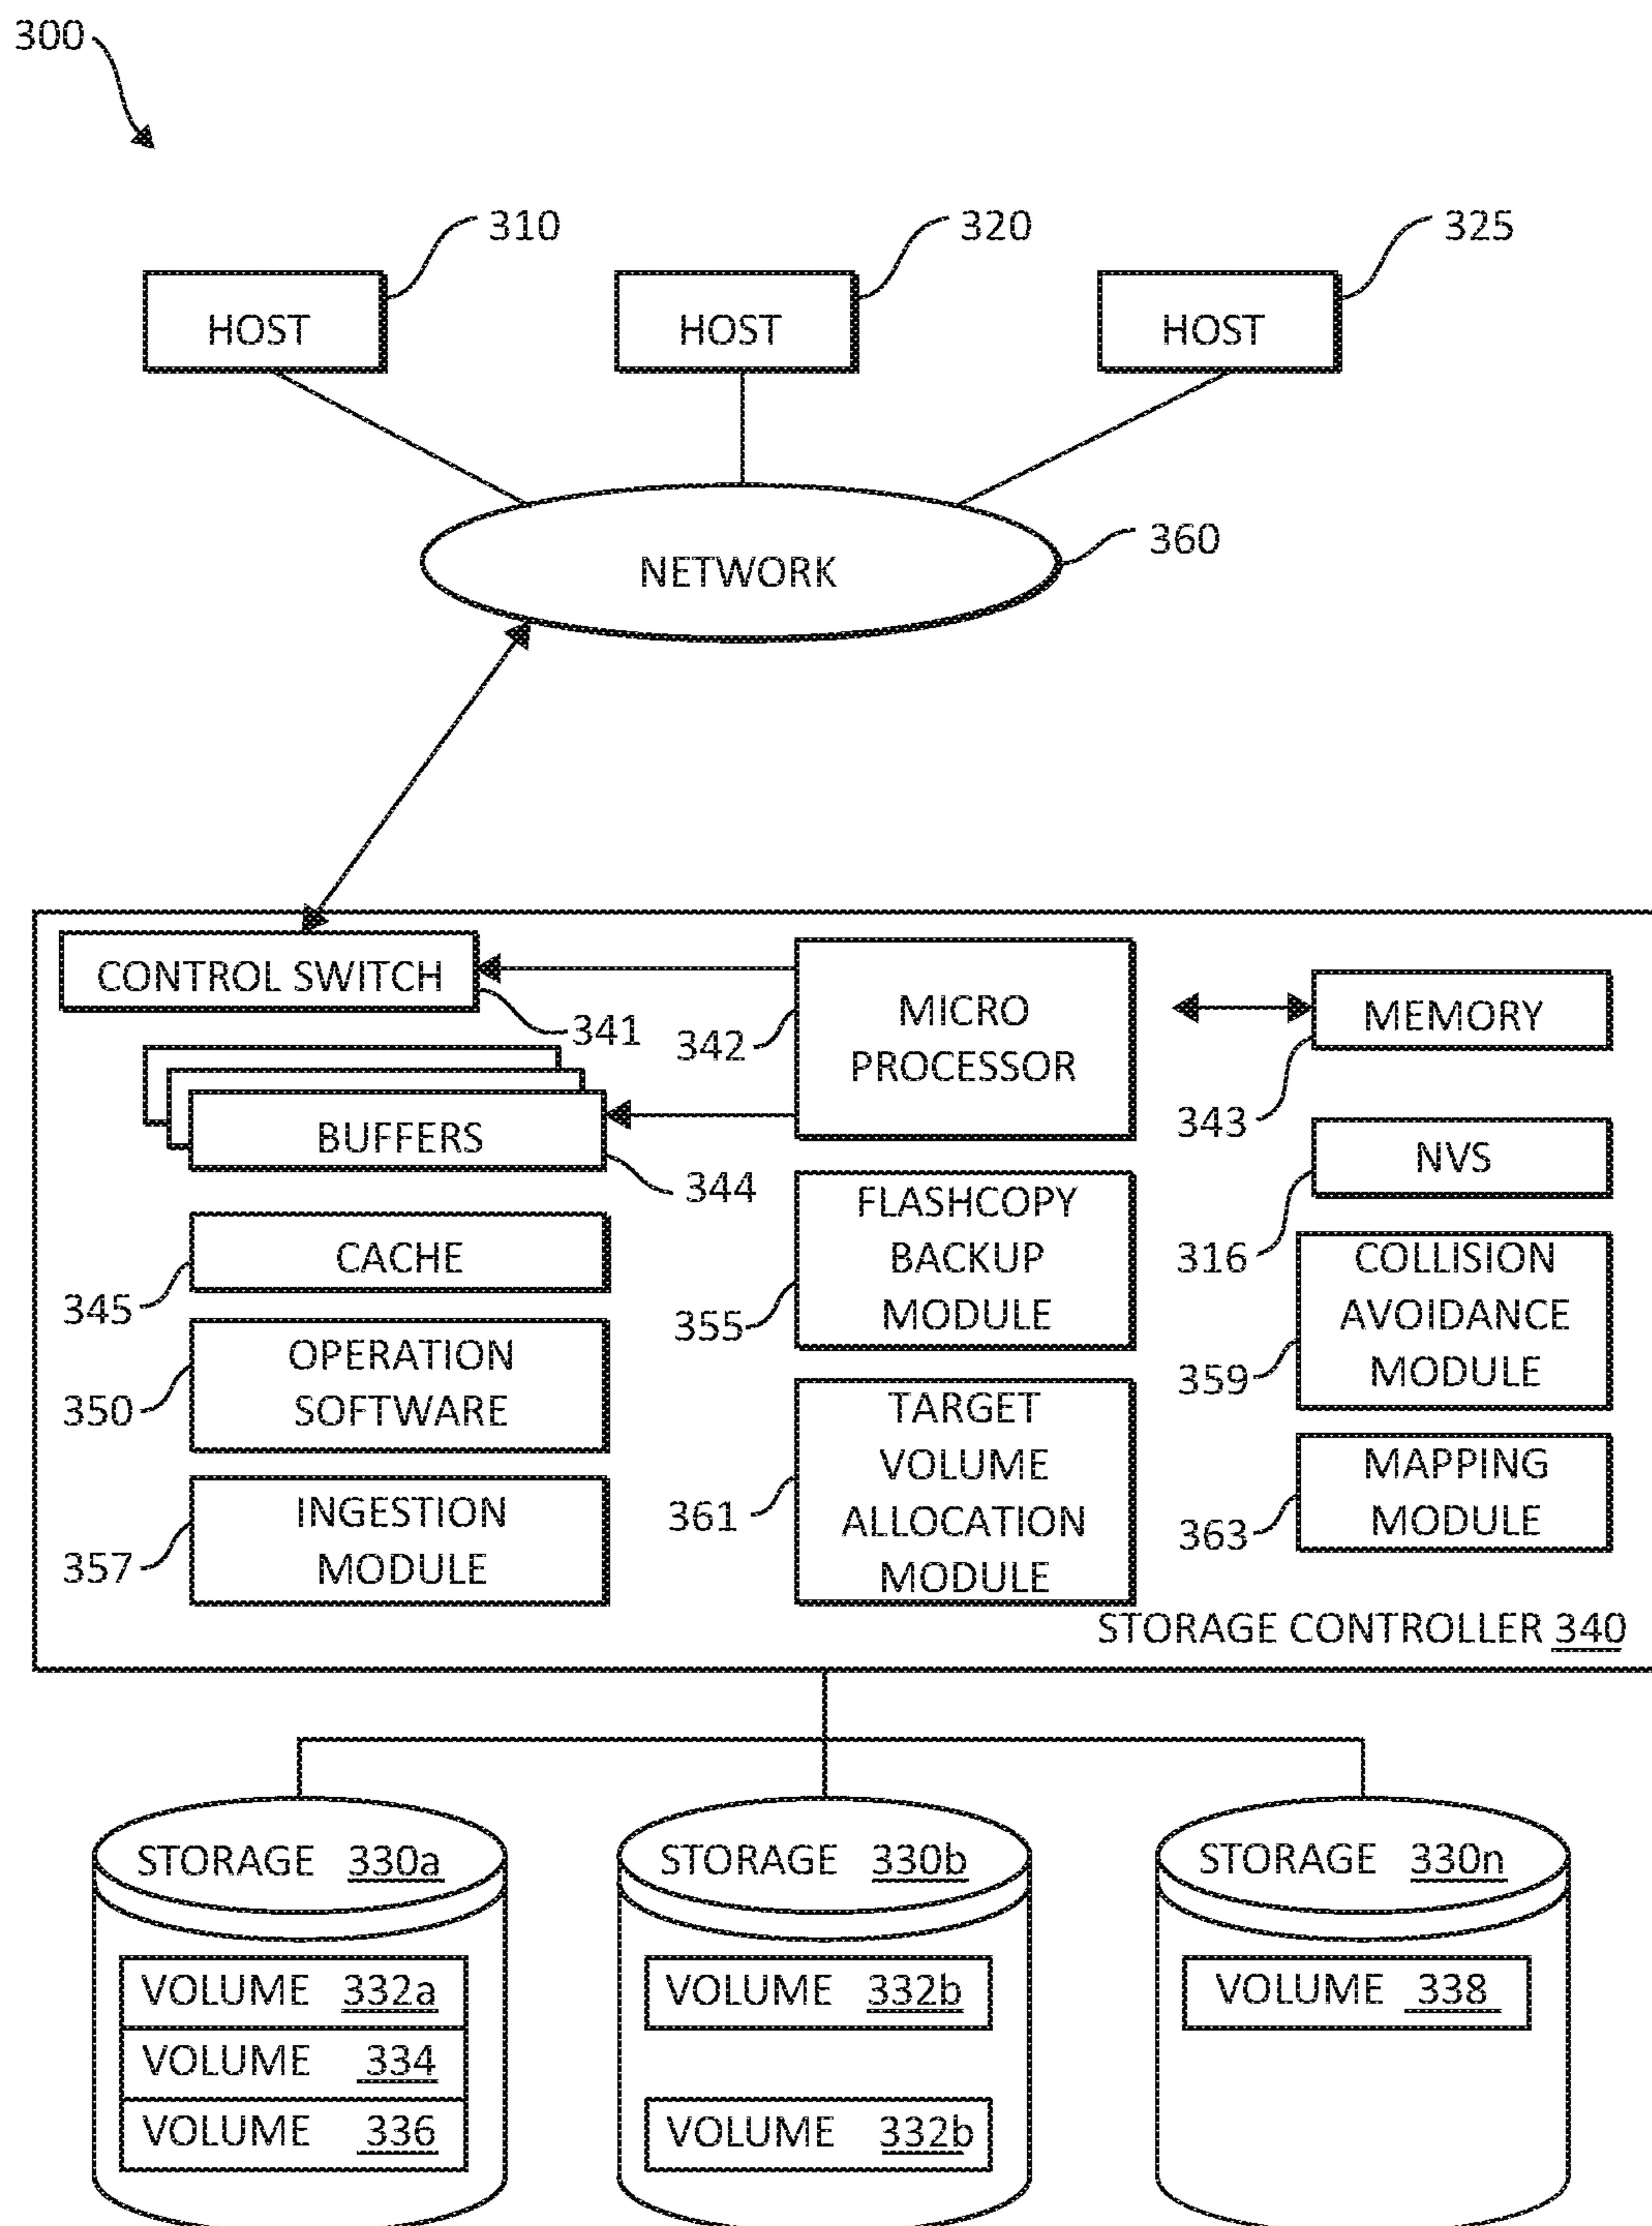 300
310
320
325
HOST
HOST
HOST
360
NETWORK
CONTROL SWITCH
341
342
MICRO
PROCESSOR
MEMORY
343
BUFFERS
344
NVS
316
CACHE
345
FLASHCOPY
BACKUP
MODULE
355
COLLISION
AVOIDANCE
MODULE
359
OPERATION
SOFTWARE
350
TARGET
VOLUME
ALLOCATION
MODULE
361
MAPPING
MODULE
363
INGESTION
MODULE
357
STORAGE CONTROLLER 340
STORAGE 330a
STORAGE 330b
STORAGE 330n
VOLUME 332a
VOLUME 332b
VOLUME 338
VOLUME 334
VOLUME 336
VOLUME 332b